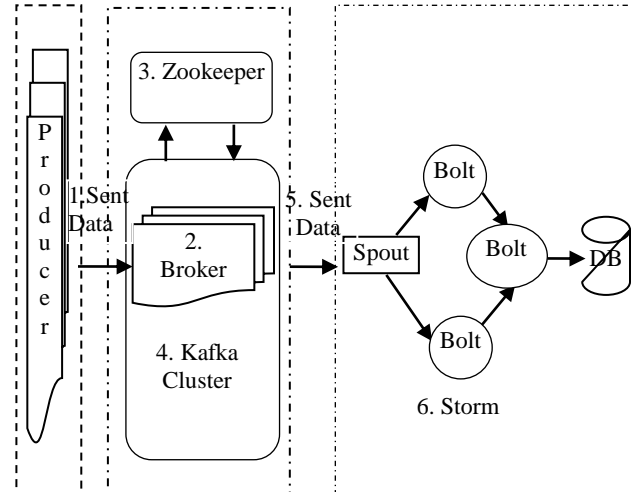 Producer
1.Sent
Data
3. Zookeeper
2.
Broker
4. Kafka
Cluster
5. Sent
Data
Spout
Bolt
Bolt
Bolt
DB
6. Storm